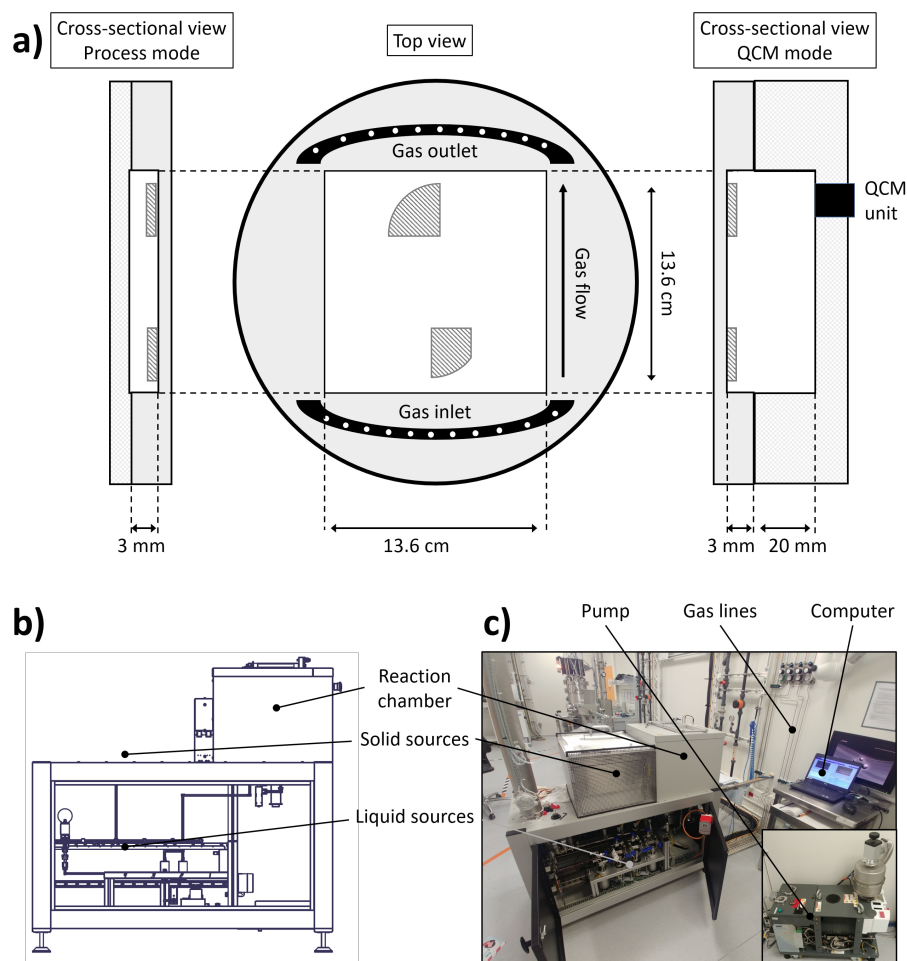 a)
Cross-sectional view
Process mode
Top view
Cross-sectional view
QCM mode
Gas outlet
QCM
unit
Gas flow
13.6 cm
Gas inlet
3 mm
13.6 cm
3 mm
20 mm
b)
c)
Pump
Gas lines
Computer
Reaction
chamber
Solid sources
Liquid sources